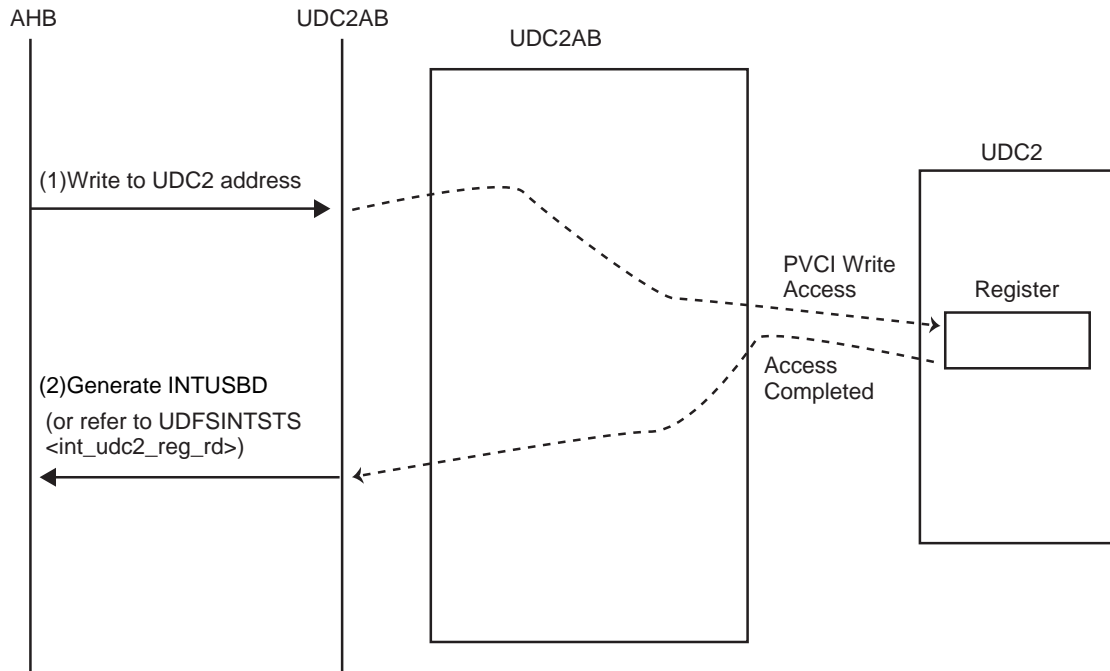 AHB
UDC2AB
UDC2AB
UDC2
(1)Write to UDC2 address
PVCI Write
Access
Register
Access
Completed
(2)Generate INTUSBD
(or refer to UDFSINTSTS
<int_udc2_reg_rd>)